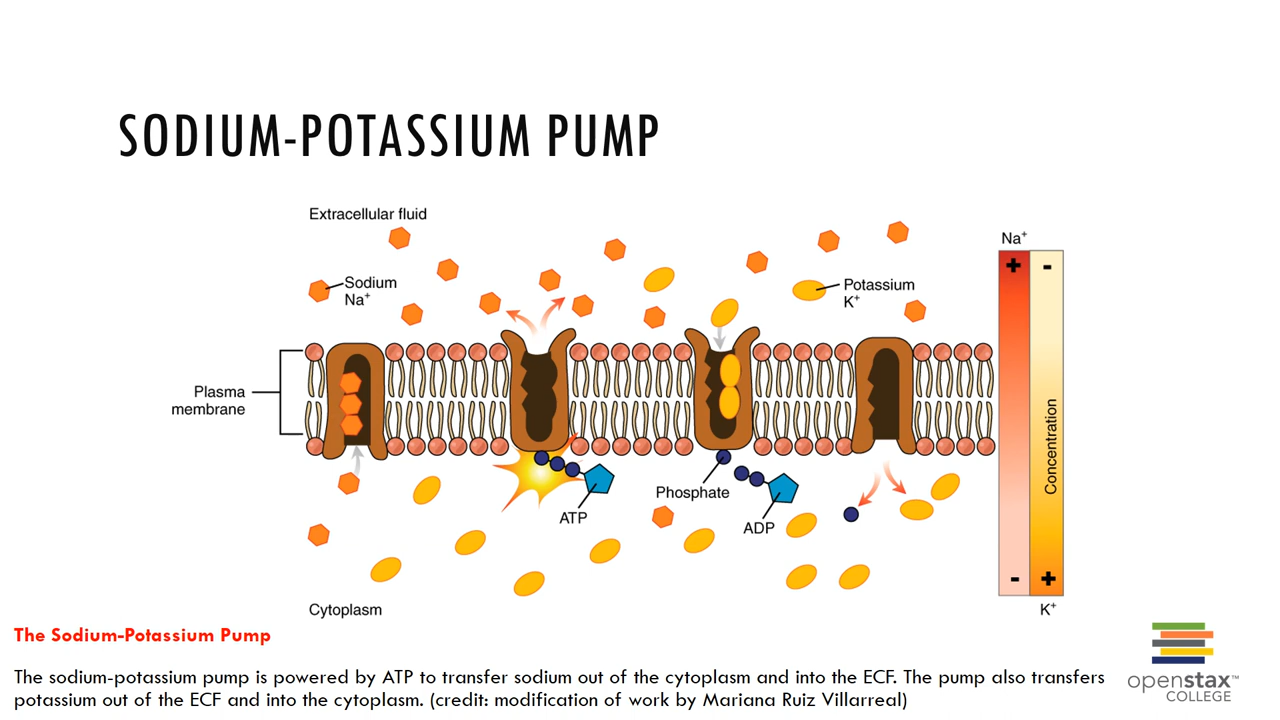 SODIUM-POTASSIUM PUMP
Extracellular fluid
Sodium
Na⁺
Potassium
K⁺
Na⁺
+ -
Plasma
membrane
Concentration
Phosphate
ATP
ADP
- +
K⁺
Cytoplasm
The Sodium-Potassium Pump
The sodium-potassium pump is powered by ATP to transfer sodium out of the cytoplasm and into the ECF. The pump also transfers
potassium out of the ECF and into the cytoplasm. (credit: modification of work by Mariana Ruiz Villarreal)
openstax™
COLLEGE